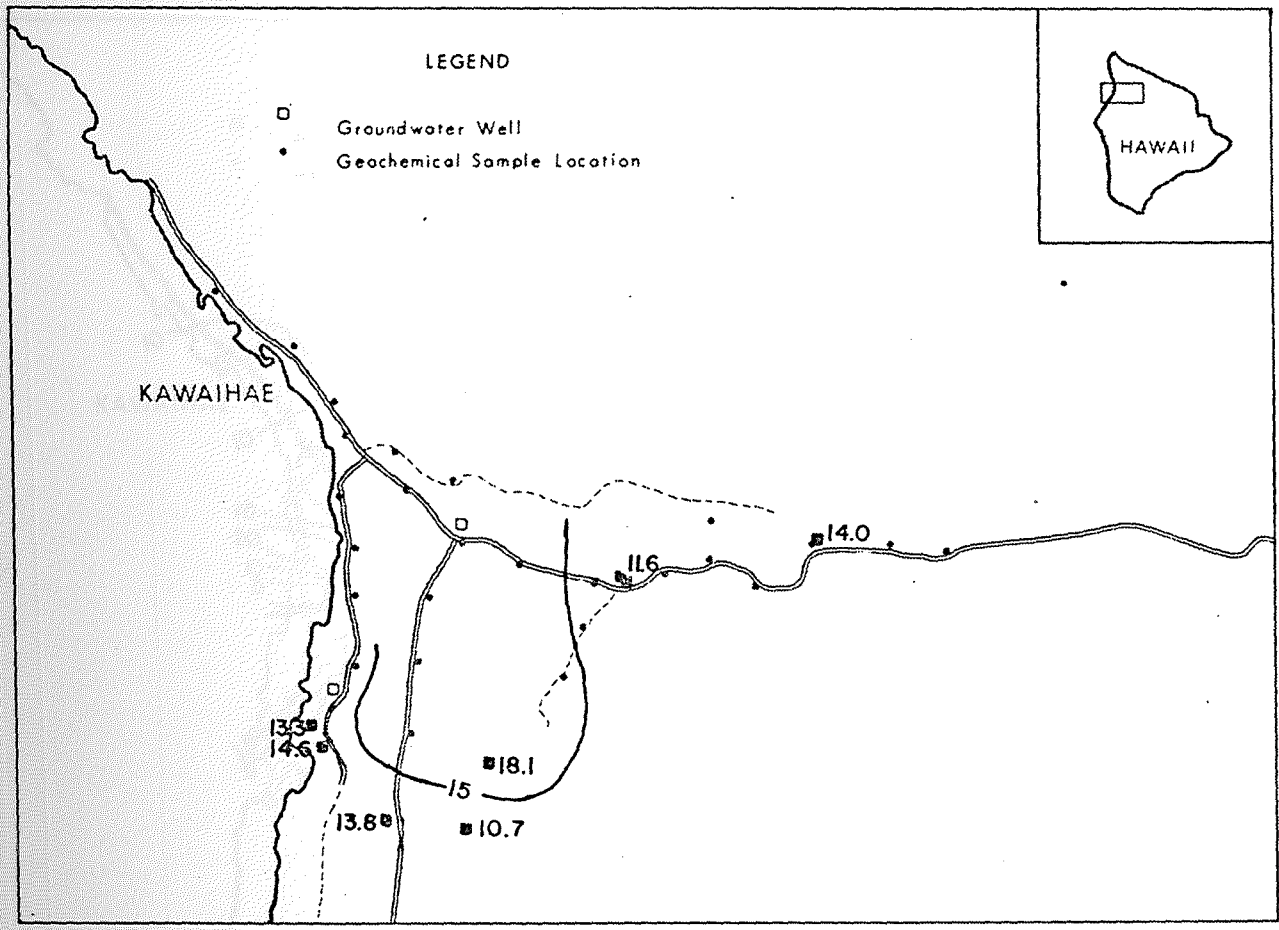 LEGEND
Groundwater Well
Geochemical Sample Location
HAWAII
KAWAIHAE
14.0
11.6
13.3
14.6
18.1
15
13.8
10.7